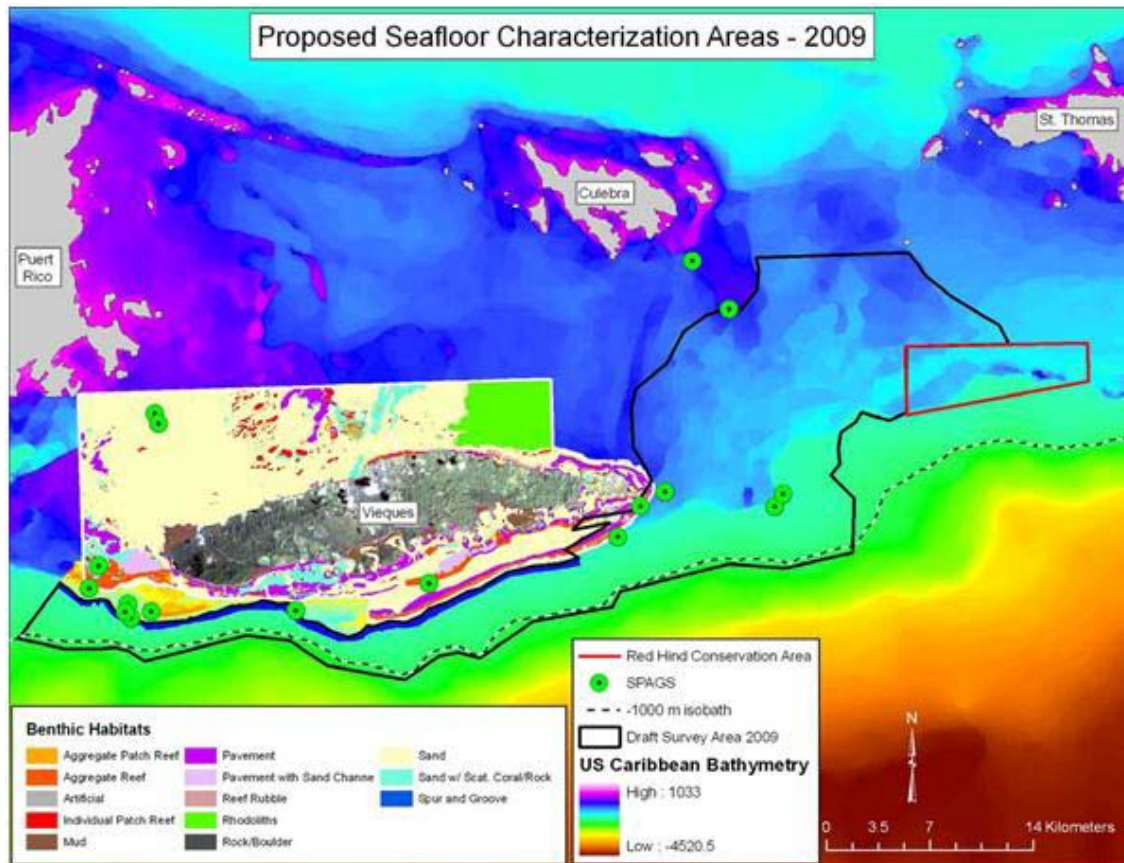 Proposed Seafloor Characterization Areas - 2009
St. Thomas
Culebra
Puert
Rico
Vieques
Benthic Habitats
Aggregate Patch Reef
Aggregate Reef
Artificial
Individual Patch Reef
Mud
Pavement
Pavement with Sand Channe
Reef Rubble
Rhodoliths
Rock/Boulder
Sand
Sand w/ Scat. Coral/Rock
Spur and Groove
Red Hind Conservation Area
SPAGS
-1000 m isobath
Draft Survey Area 2009
US Caribbean Bathymetry
High : 1033
Low : -4520.5
N
0 3.5 7 14 Kilometers